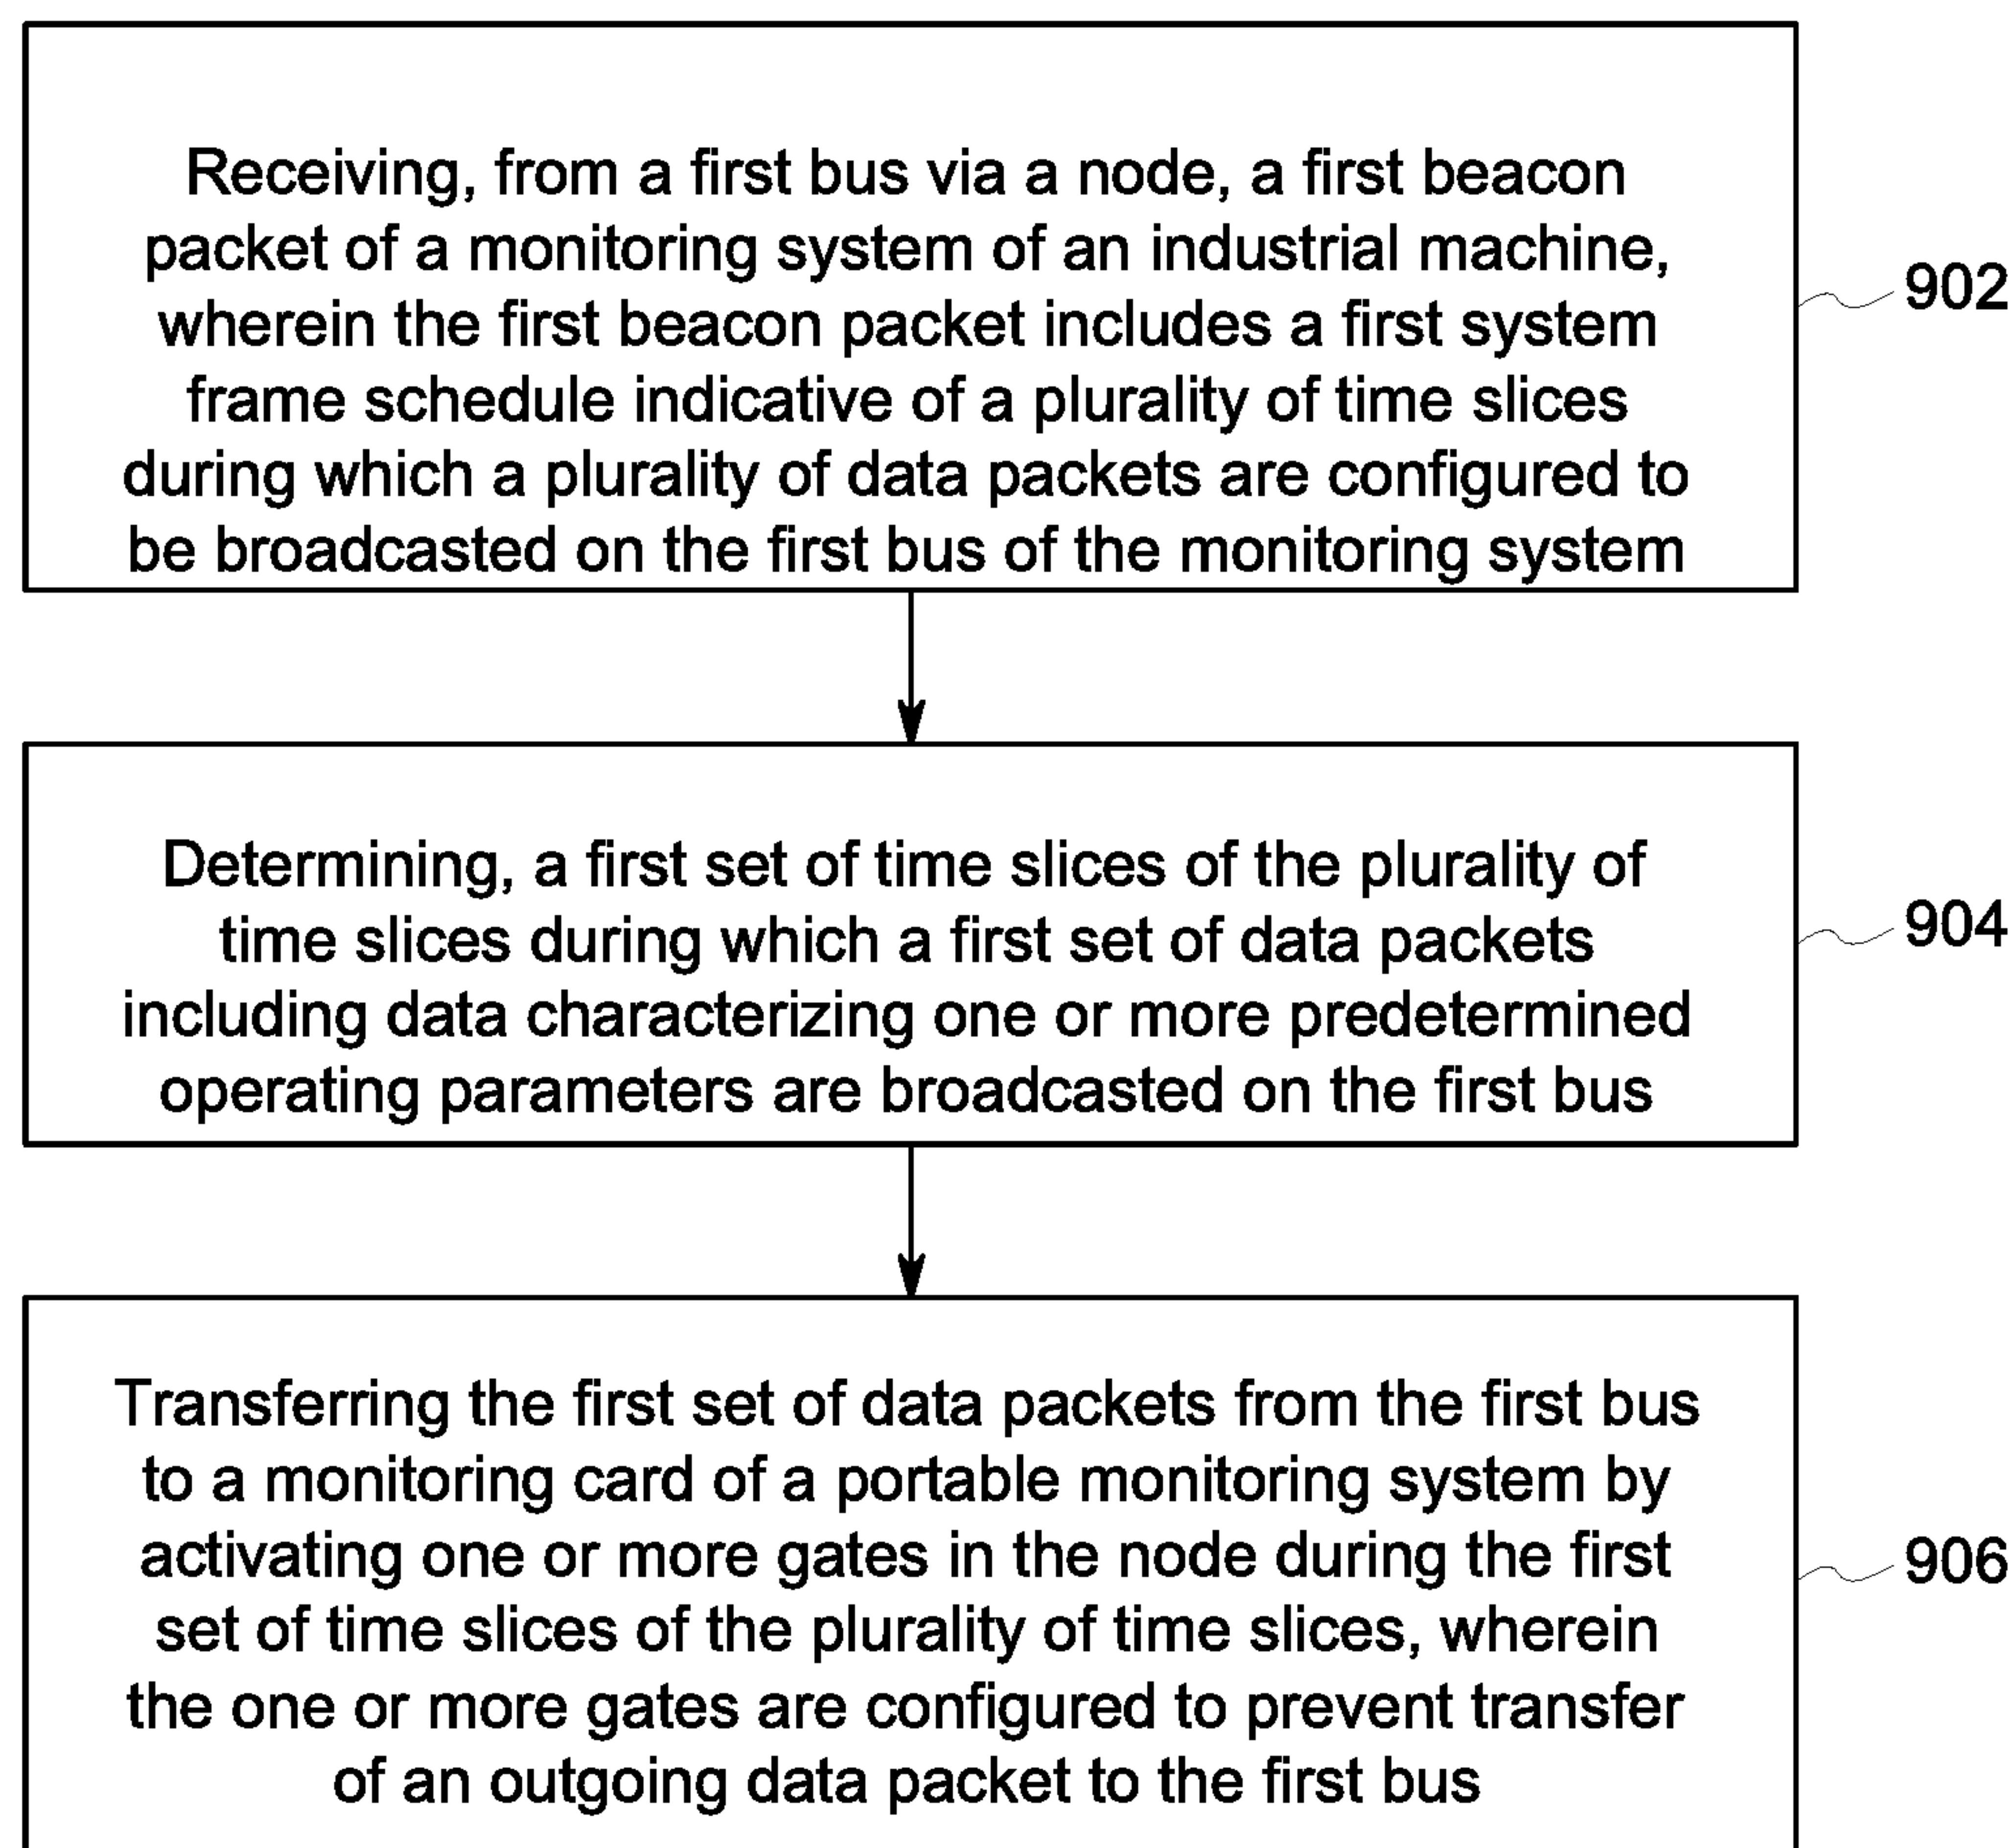 Receiving, from a first bus via a node, a first beacon
packet of a monitoring system of an industrial machine,
wherein the first beacon packet includes a first system
frame schedule indicative of a plurality of time slices
during which a plurality of data packets are configured to
be broadcasted on the first bus of the monitoring system
902
Determining, a first set of time slices of the plurality of
time slices during which a first set of data packets
including data characterizing one or more predetermined
operating parameters are broadcasted on the first bus
904
Transferring the first set of data packets from the first bus
to a monitoring card of a portable monitoring system by
activating one or more gates in the node during the first
set of time slices of the plurality of time slices, wherein
the one or more gates are configured to prevent transfer
of an outgoing data packet to the first bus
906